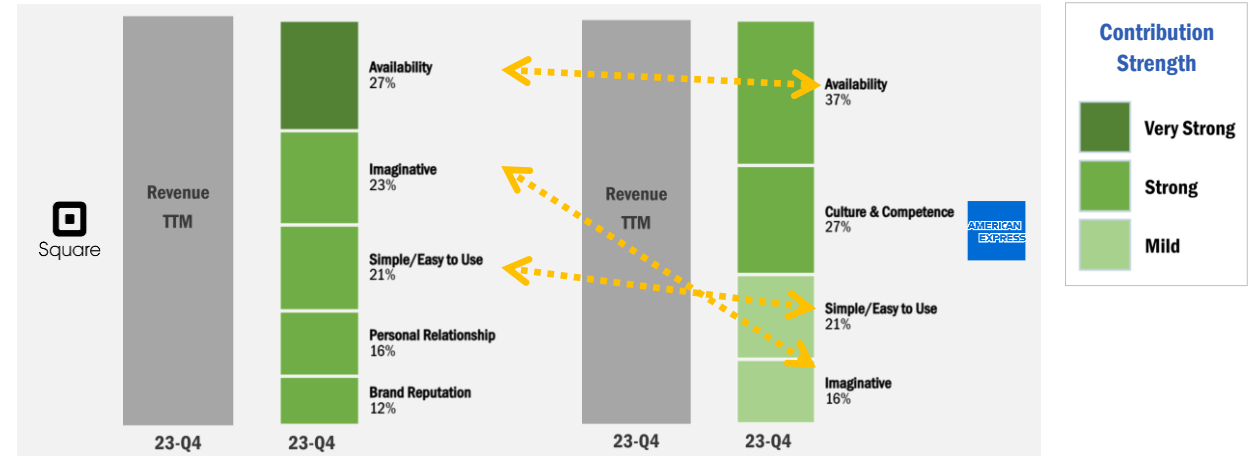 Square
Revenue
TTM
23-Q4
Availability
27%
Imaginative
23%
Simple/Easy to Use
21%
Personal Relationship
16%
Brand Reputation
12%
23-Q4
Revenue
TTM
23-Q4
Availability
37%
Culture & Competence
27%
Simple/Easy to Use
21%
Imaginative
16%
23-Q4
AMERICAN
EXPRESS
Contribution
Strength
Very Strong
Strong
Mild